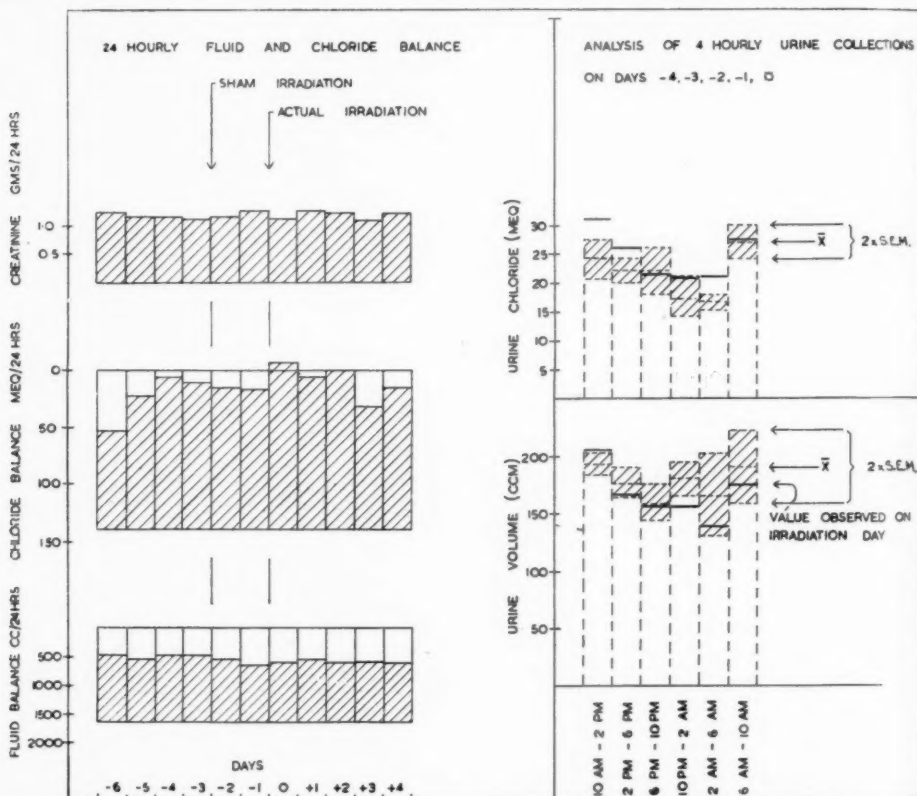 24 HOURLY FLUID AND CHLORIDE BALANCE
SHAM IRRADIATION
ACTUAL IRRADIATION
CREATININE GMS/24 HRS
1.0
0.5
CHLORIDE BALANCE MEQ/24 HRS
0
50
100
150
FLUID BALANCE CC/24HRS
500
1000
1500
2000
DAYS
-6 -5 -4 -3 -2 -1 0 +1 +2 +3 +4
ANALYSIS OF 4 HOURLY URINE COLLECTIONS
ON DAYS -4, -3, -2, -1, 0
URINE CHLORIDE (MEQ)
30
25
20
15
10
5
X̄
2 x S.E.M.
URINE VOLUME (CCM)
200
150
100
50
X̄
2 x S.E.M.
VALUE OBSERVED ON
IRRADIATION DAY
10 AM - 2 PM
2 PM - 6 PM
6 PM - 10 PM
10 PM - 2 AM
2 AM - 6 AM
6 AM - 10 AM